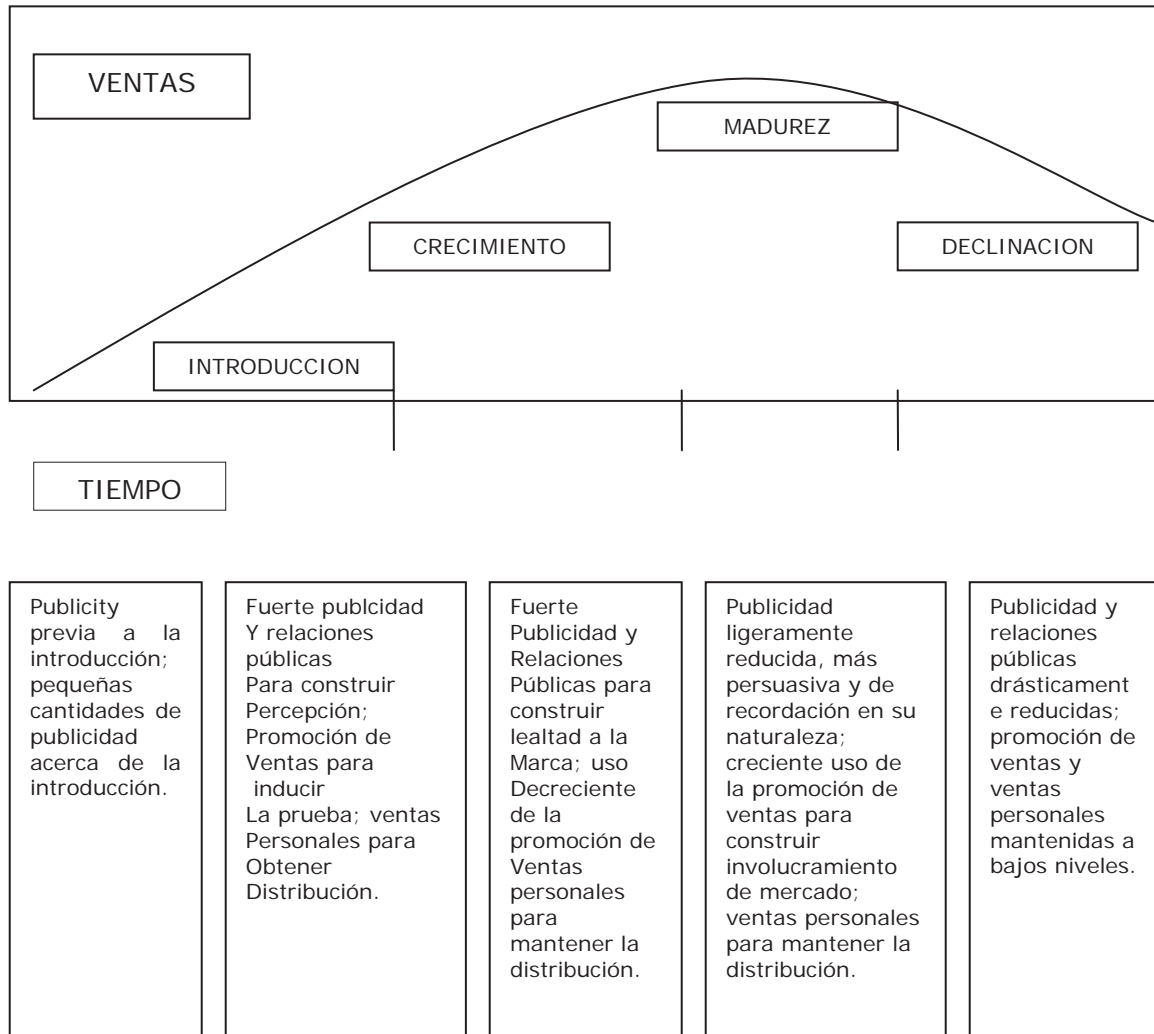 VENTAS
MADUREZ
CRECIMIENTO
DECLINACION
INTRODUCCION
TIEMPO
Publicity
previa a la
introducción;
pequeñas
cantidades de
publicidad
acerca de la
introducción.
Fuerte publcidad
Y relaciones
públicas
Para construir
Percepción;
Promoción de
Ventas para
inducir
La prueba; ventas
Personales para
Obtener
Distribución.
Fuerte
Publicidad y
Relaciones
Públicas para
construir
lealtad a la
Marca; uso
Decreciente
de la
promoción de
Ventas
personales
para
mantener la
distribución.
Publicidad
ligeramente
reducida, más
persuasiva y de
recordación en su
naturaleza;
creciente uso de
la promoción de
ventas para
construir
involucramiento
de mercado;
ventas personales
para mantener la
distribución.
Publicidad y
relaciones
públicas
drásticament
e reducidas;
promoción de
ventas y
ventas
personales
mantenidas a
bajos niveles.